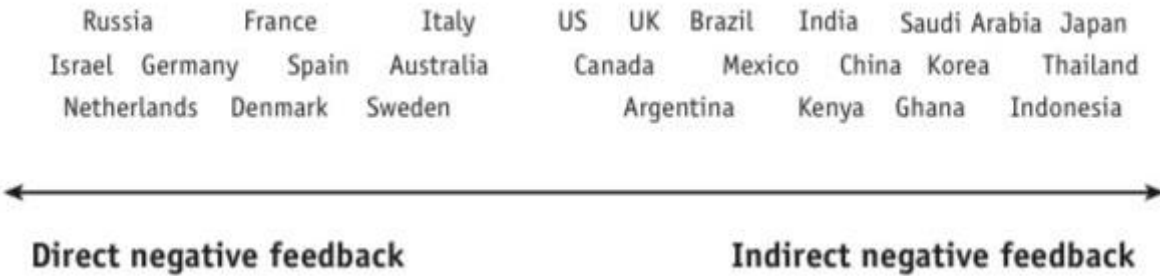 Russia France Italy US UK Brazil India Saudi Arabia Japan
Israel Germany Spain Australia Canada Mexico China Korea Thailand
Netherlands Denmark Sweden Argentina Kenya Ghana Indonesia
Direct negative feedback Indirect negative feedback